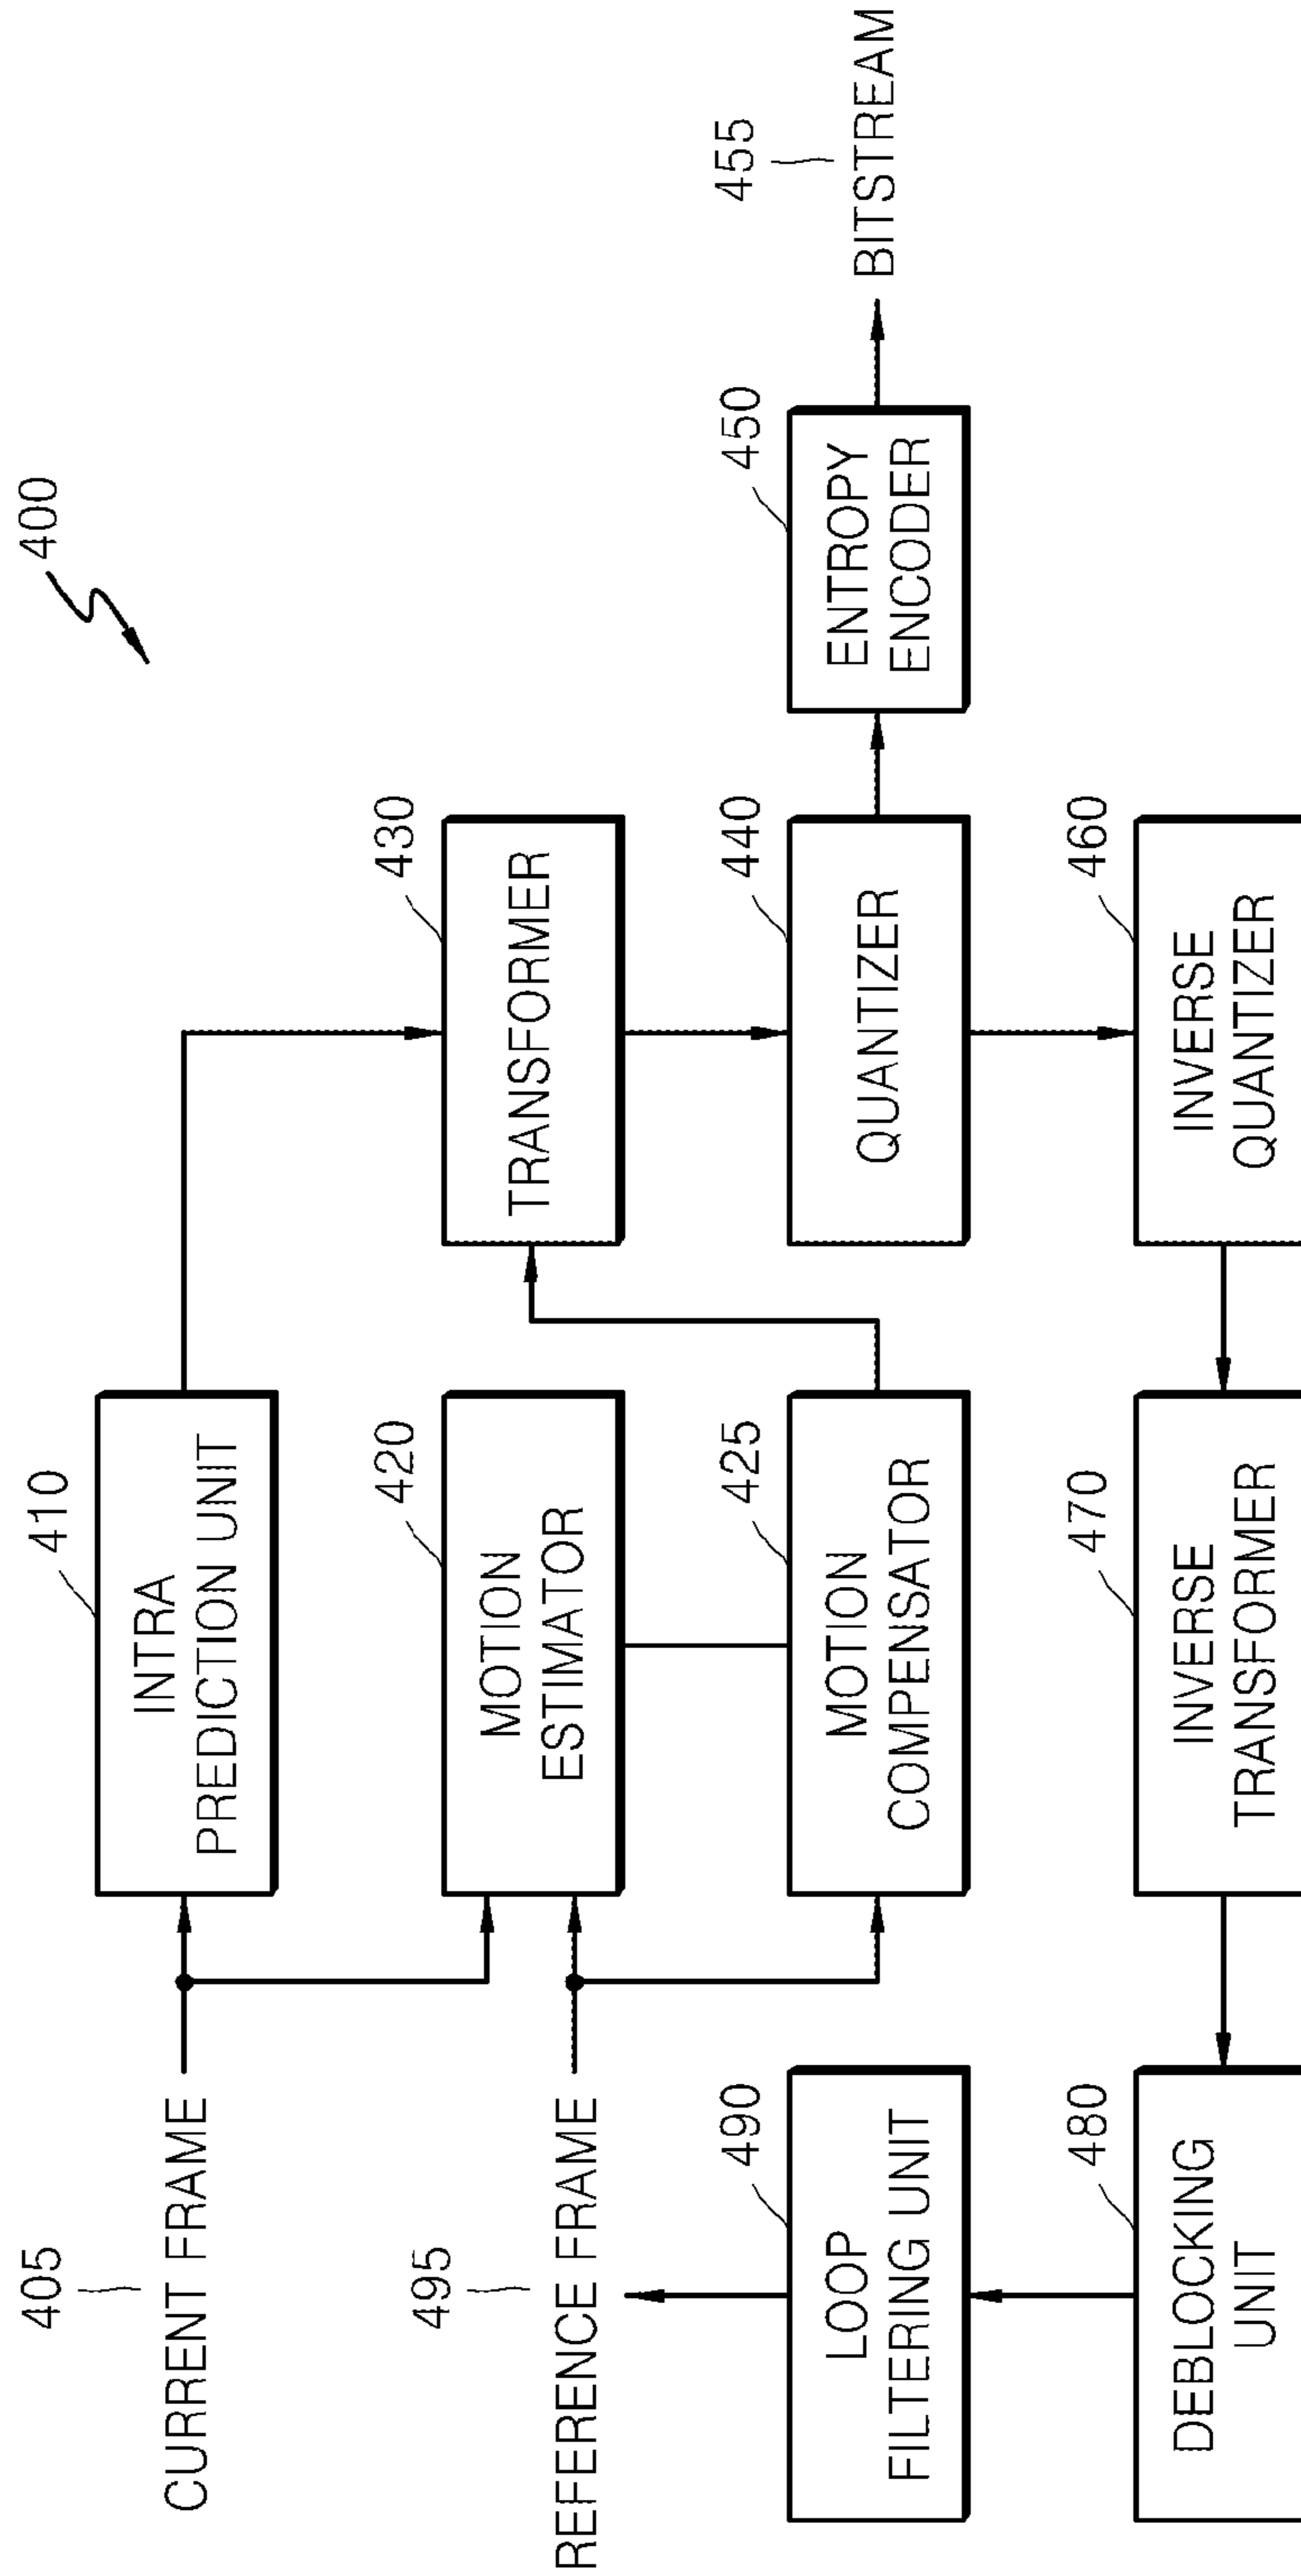 400
405
CURRENT FRAME
410
INTRA
PREDICTION UNIT
495
REFERENCE FRAME
420
MOTION
ESTIMATOR
430
TRANSFORMER
490
LOOP
FILTERING UNIT
425
MOTION
COMPENSATOR
440
QUANTIZER
450
ENTROPY
ENCODER
455
BITSTREAM
480
DEBLOCKING
UNIT
470
INVERSE
TRANSFORMER
460
INVERSE
QUANTIZER